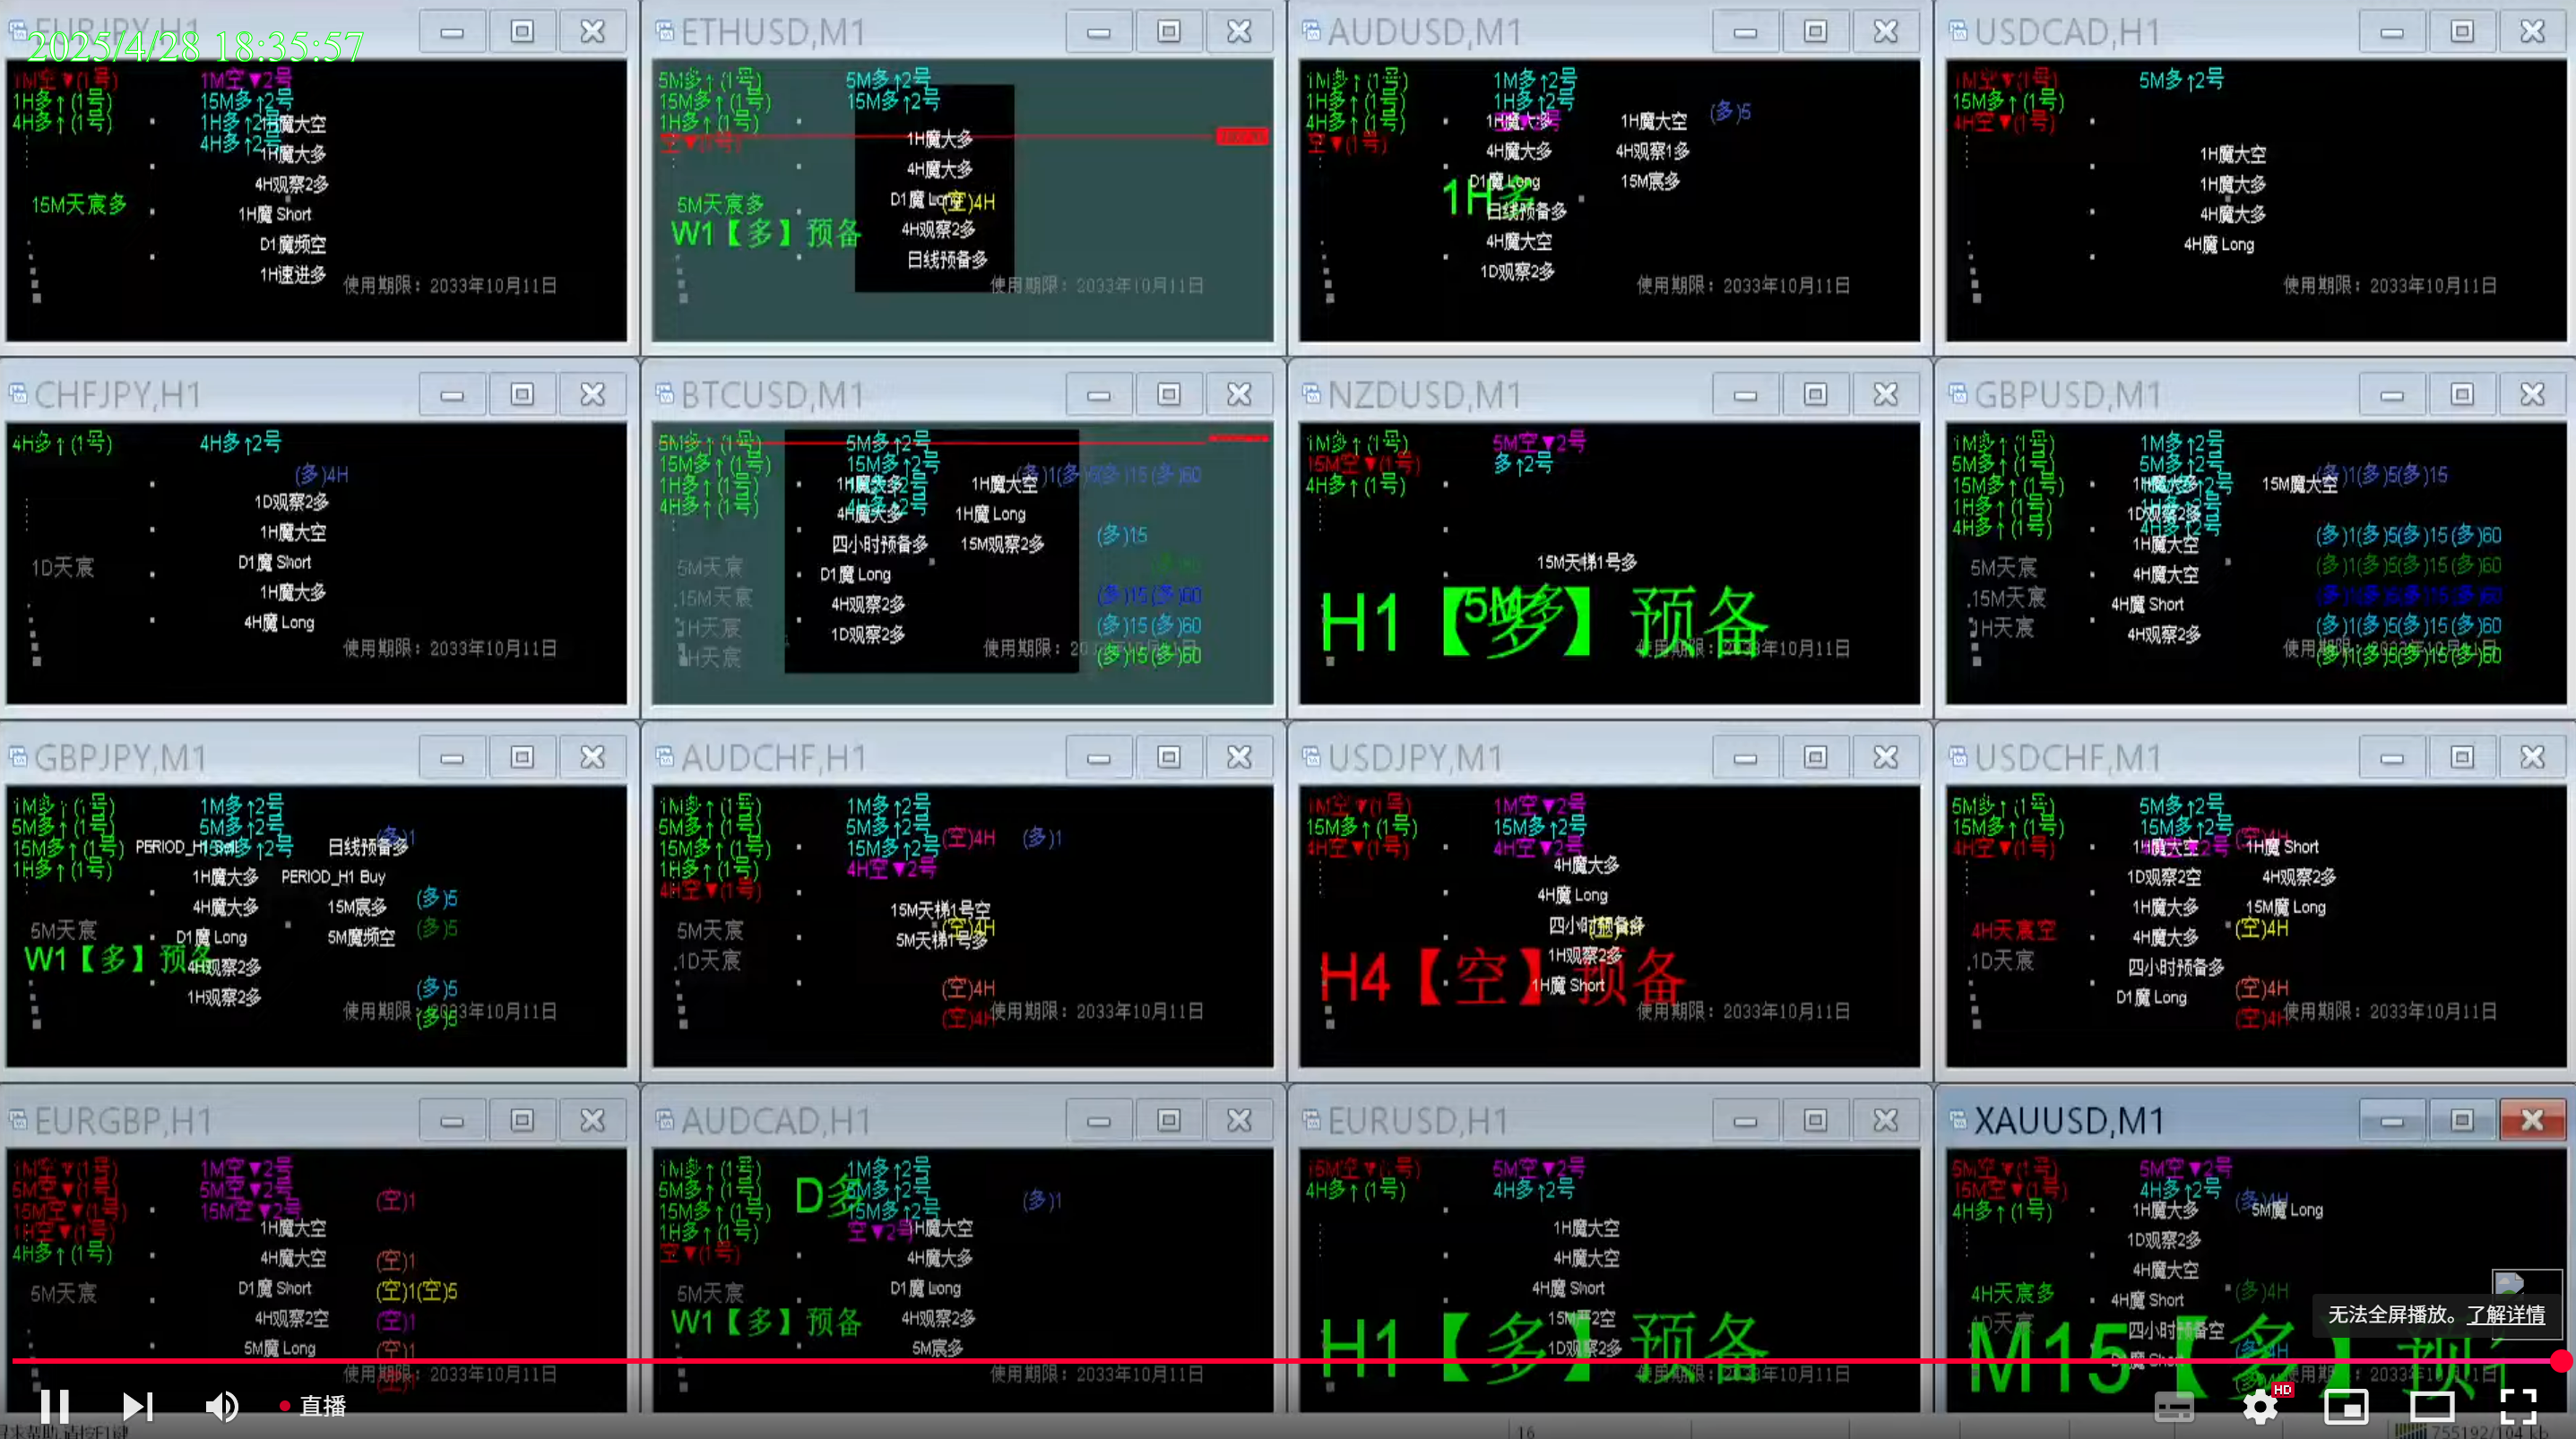 EURJPY,H1
2025/4/28 18:35:57
1M空▼(1号) 1M空▼2号
1H多↑(1号) 15M多↑2号
4H多↑(1号) 1H多↑2号 1H魔大空
4H多↑2号
1H魔大多
4H观察2多
15M天宸多
1H魔 Short
D1魔频空
1H速进多
使用期限：2033年10月11日
ETHUSD,M1
5M多↑(1号) 5M多↑2号
15M多↑(1号) 15M多↑2号
1H多↑(1号)
空▼(1号) 1H魔大多
4H魔大多
5M天宸多 D1魔 Long (空)4H
W1【多】预备 4H观察2多
日线预备多
使用期限：2033年10月11日
AUDUSD,M1
1M多↑(1号) 1M多↑2号
1H多↑(1号) 1H多↑2号 (多)5
4H多↑(1号) 1H魔大多 1H魔大空
空▼(1号) 4H魔大多 4H观察1多
D1魔 Long 15M宸多
1H多
日线预备多
4H魔大空
1D观察2多
使用期限：2033年10月11日
USDCAD,H1
1M空▼(1号) 5M多↑2号
15M多↑(1号)
4H空▼(1号)
1H魔大空
1H魔大多
4H魔大多
4H魔 Long
使用期限：2033年10月11日
CHFJPY,H1
4H多↑(1号) 4H多↑2号
(多)4H
1D观察2多
1H魔大空
1D天宸 D1魔 Short
1H魔大多
4H魔 Long
使用期限：2033年10月11日
BTCUSD,M1
5M多↑(1号) 5M多↑2号
15M多↑(1号) 15M多↑2号
1H多↑(1号) 1H魔大多 1H魔大空
4H多↑(1号) 4H魔大多 1H魔 Long
四小时预备多 15M观察2多 (多)15
5M天宸 D1魔 Long
15M天宸 4H观察2多 (多)15(多)60
1H天宸 1D观察2多 (多)15(多)60
H天宸 (多)15(多)60
NZDUSD,M1
1M多↑(1号) 5M空▼2号
15M空▼(1号) 多↑2号
4H多↑(1号)
15M天梯1号多
H1【多】预备
5M多
使用期限：2033年10月11日
GBPUSD,M1
1M多↑(1号) 1M多↑2号
5M多↑(1号) 5M多↑2号 (多)1(多)5(多)15
15M多↑(1号) 1H魔大多 15M魔大空
1H多↑(1号) 1D观察2多
4H多↑(1号) 4H多↑2号
1H魔大空 (多)1(多)5(多)15(多)60
5M天宸 4H魔大空 (多)1(多)5(多)15(多)60
15M天宸 4H魔 Short (多)1(多)5(多)15(多)60
1H天宸 4H观察2多 (多)1(多)5(多)15(多)60
(多)1(多)5(多)15(多)60
GBPJPY,M1
1M多↑(1号) 1M多↑2号
5M多↑(1号) 5M多↑2号 (多)1
15M多↑(1号) 15M多↑2号 日线预备多
1H多↑(1号) 1H魔大多 PERIOD_H1 Buy
4H魔大多 15M宸多 (多)5
5M天宸 D1魔 Long 5M魔频空 (多)5
W1【多】预备 4H观察2多
1H观察2多 (多)5
使用期限：2033年10月11日
(多)5
AUDCHF,H1
1M多↑(1号) 1M多↑2号
5M多↑(1号) 5M多↑2号 (空)4H (多)1
15M多↑(1号) 15M多↑2号
1H多↑(1号) 4H空▼2号
4H空▼(1号)
15M天梯1号空
5M天宸 (空)4H
5M天梯1号多
1D天宸
(空)4H
(空)4H 使用期限：2033年10月11日
USDJPY,M1
1M空▼(1号) 1M空▼2号
15M多↑(1号) 15M多↑2号
4H空▼(1号) 4H空▼2号
4H魔大多
4H魔 Long
四小时预备多
1H观察2多
H4【空】预备
1H魔 Short
使用期限：2033年10月11日
USDCHF,M1
5M多↑(1号) 5M多↑2号
15M多↑(1号) 15M多↑2号 (空)4H
4H空▼(1号) 1H魔大空 1H魔 Short
1D观察2空 4H观察2多
1H魔大多 15M魔 Long
4H天宸空 4H魔大多 (空)4H
1D天宸 四小时预备多
D1魔 Long (空)4H
(空)4H 使用期限：2033年10月11日
EURGBP,H1
1M空▼(1号) 1M空▼2号
5M空▼(1号) 5M空▼2号 (空)1
15M空▼(1号) 15M空▼2号
1H空▼(1号) 1H魔大空
4H多↑(1号) 4H魔大空 (空)1
5M天宸 D1魔 Short (空)1(空)5
4H观察2空 (空)1
5M魔 Long (空)1
使用期限：2033年10月11日
AUDCAD,H1
1M多↑(1号) 1M多↑2号
5M多↑(1号) 5M多↑2号 (多)1
D多
15M多↑(1号) 15M多↑2号
1H多↑(1号) 空▼2号 1H魔大空
空▼(1号) 4H魔大多
5M天宸 D1魔 Long
W1【多】预备 4H观察2多
5M宸多
使用期限：2033年10月11日
EURUSD,H1
15M空▼(1号) 5M空▼2号
4H多↑(1号) 4H多↑2号
1H魔大空
4H魔大空
4H魔 Short
H1【多】预备
1D观察2多
使用期限：2033年10月11日
XAUUSD,M1
5M空▼(1号) 5M空▼2号
15M空▼(1号) 4H多↑2号
4H多↑(1号) 1H魔大多 5M魔 Long
1D观察2多
4H魔大空
4H天宸多 4H魔 Short (多)4H
四小时预备空
M15【多】预
无法全屏播放。了解详情
直播
HD
16